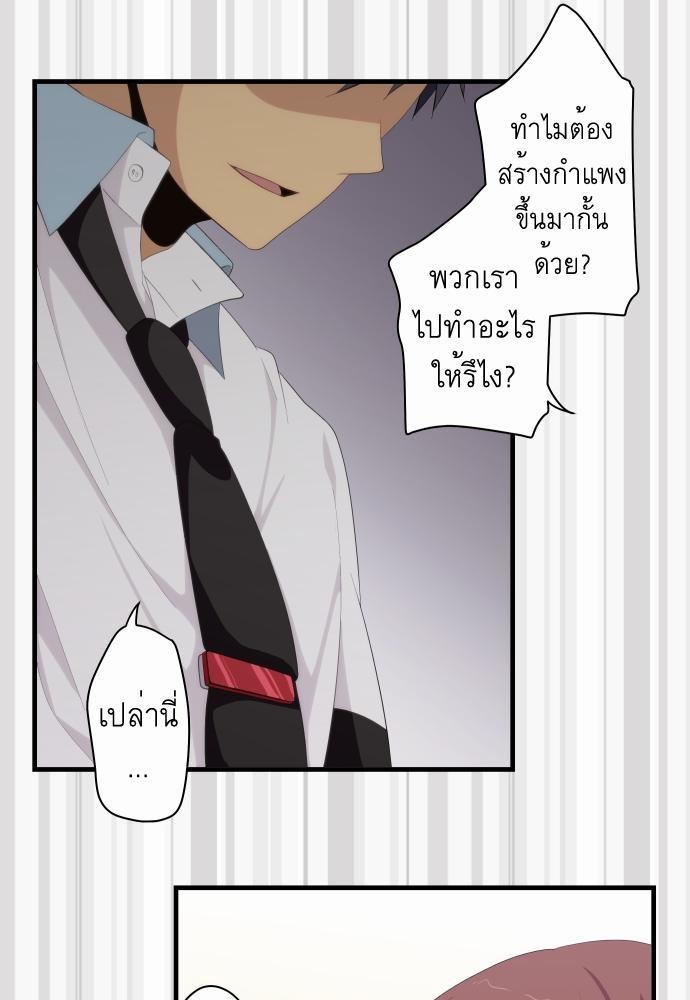 ทำไมต้อง
สร้างกำแพง
ขึ้นมากั้น
ด้วย?
พวกเรา
ไปทำอะไร
ให้รึไง?
เปล่านี่
...